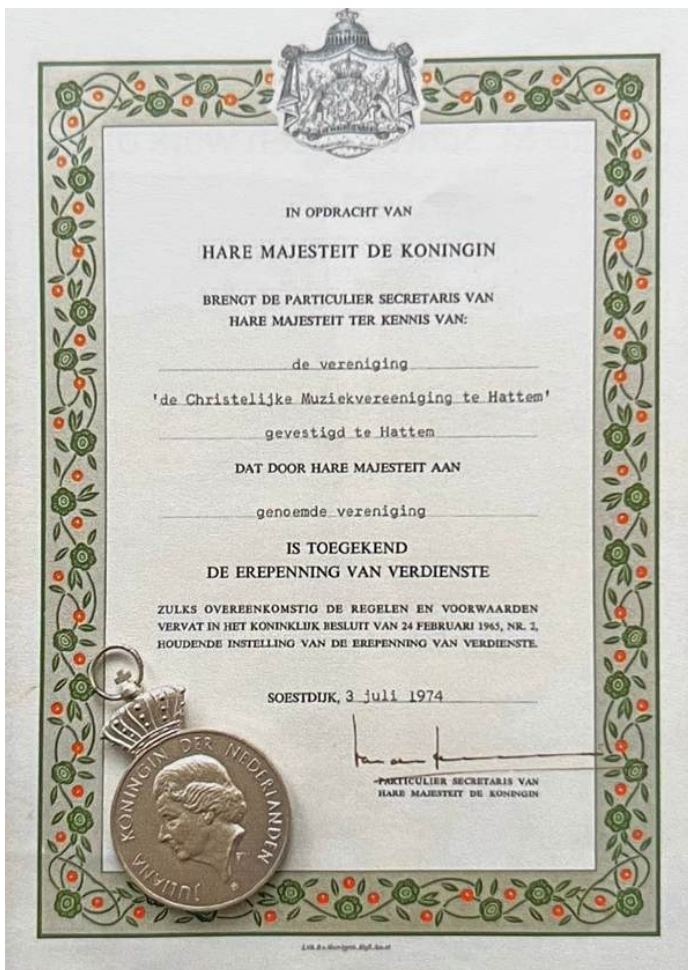 IN OPDRACHT VAN
HARE MAJESTEIT DE KONINGIN
BRENGT DE PARTICULIER SECRETARIS VAN
HARE MAJESTEIT TER KENNIS VAN:
de vereniging
'de Christelijke Muziekvereeniging te Hattem'
gevestigd te Hattem
DAT DOOR HARE MAJESTEIT AAN
genoemde vereniging
IS TOEGEKEND
DE EREPENNING VAN VERDIENSTE
ZULKS OVEREENKOMSTIG DE REGELEN EN VOORWAARDEN
VERVAT IN HET KONINKLIJK BESLUIT VAN 24 FEBRUARI 1965, NR. 2,
HOUDENDE INSTELLING VAN DE EREPENNING VAN VERDIENSTE.
SOESTDIJK, 3 juli 1974
PARTICULIER SECRETARIS VAN
HARE MAJESTEIT DE KONINGIN
JULIANA KONINGIN DER NEDERLANDEN